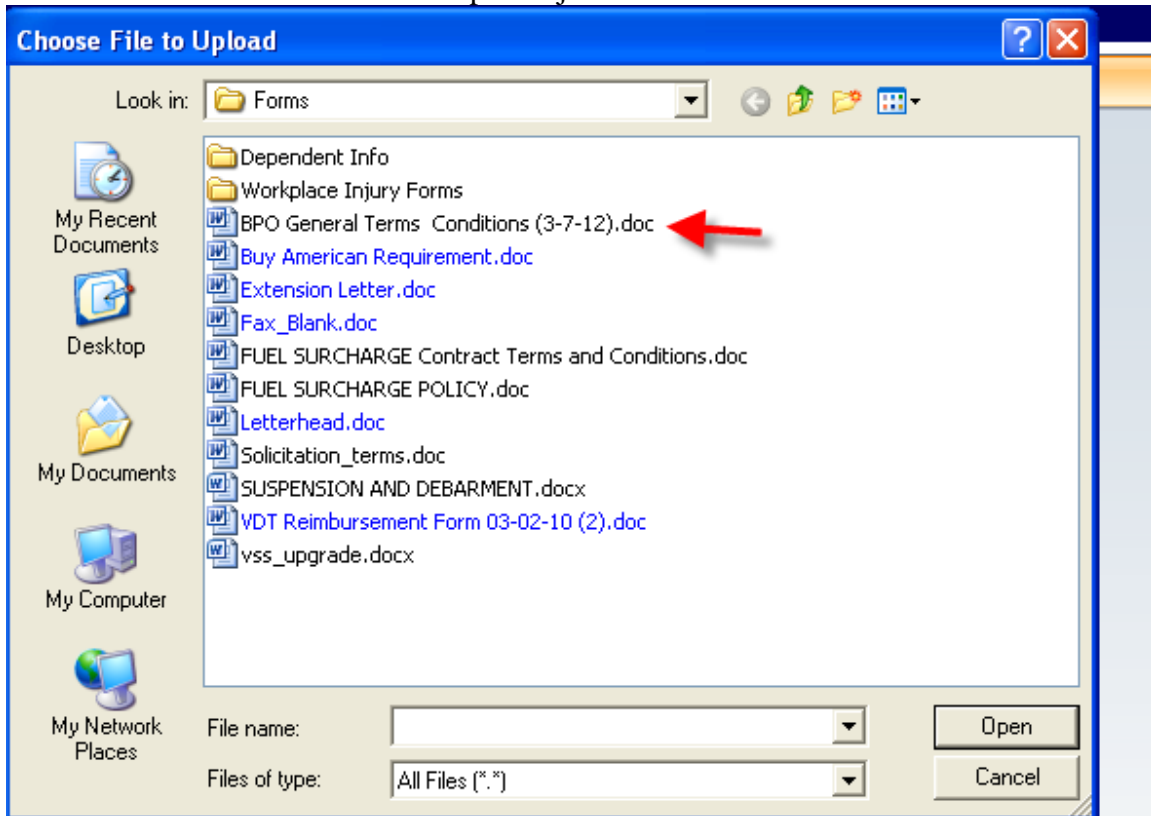 Choose File to Upload
Look in:
Forms
My Recent
Documents
Desktop
My Documents
My Computer
My Network
Places
Dependent Info
Workplace Injury Forms
BPO General Terms  Conditions (3-7-12).doc
Buy American Requirement.doc
Extension Letter.doc
Fax_Blank.doc
FUEL SURCHARGE Contract Terms and Conditions.doc
FUEL SURCHARGE POLICY.doc
Letterhead.doc
Solicitation_terms.doc
SUSPENSION AND DEBARMENT.docx
VDT Reimbursement Form 03-02-10 (2).doc
vss_upgrade.docx
File name:
Open
Files of type:
All Files (*.*)
Cancel